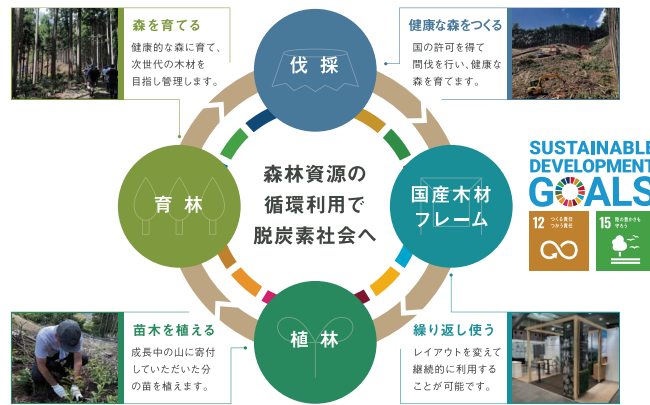 森を育てる
健康的な森に育て、
次世代の木材を
目指し管理します。
伐採
健康な森をつくる
国の許可を得て
間伐を行い、健康な
森を育てます。
育林
森林資源の
循環利用で
脱炭素社会へ
国産木材
フレーム
SUSTAINABLE
DEVELOPMENT
GOALS
12 つくる責任
つかう責任
15 陸の豊かさも
守ろう
苗木を植える
成長中の山に寄付
していただいた分
の苗を植えます。
植林
繰り返し使う
レイアウトを変えて
継続的に利用する
ことが可能です。